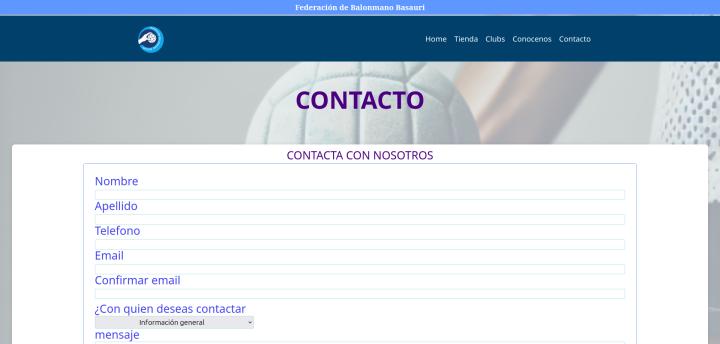 Federación de Balonmano Basauri
Home Tienda Clubs Conocenos Contacto
CONTACTO
CONTACTA CON NOSOTROS
Nombre
Apellido
Telefono
Email
Confirmar email
¿Con quien deseas contactar
Información general
mensaje